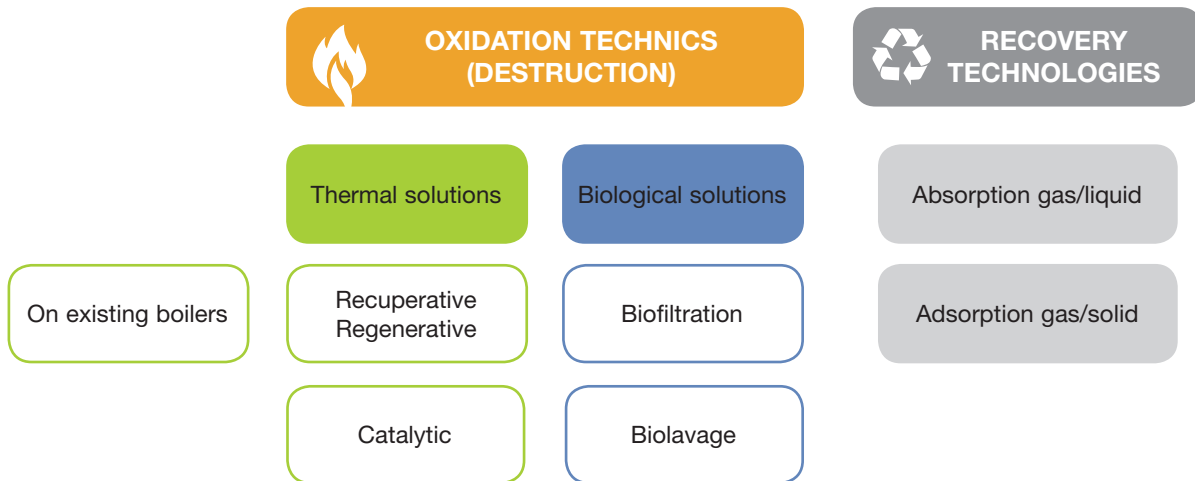 OXIDATION TECHNICS
(DESTRUCTION)
RECOVERY
TECHNOLOGIES
Thermal solutions
Biological solutions
Absorption gas/liquid
On existing boilers
Recuperative
Regenerative
Biofiltration
Adsorption gas/solid
Catalytic
Biolavage